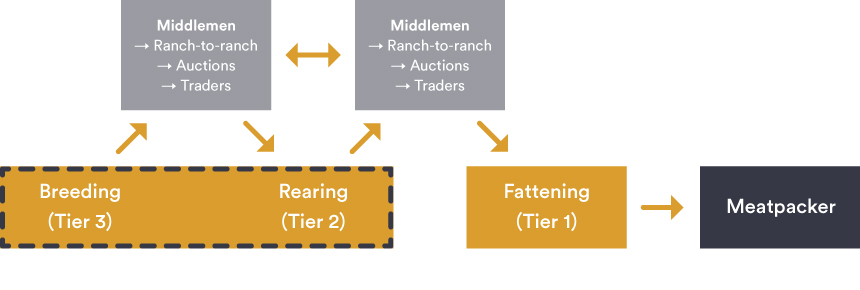 Middlemen
→ Ranch-to-ranch
→ Auctions
→ Traders
Middlemen
→ Ranch-to-ranch
→ Auctions
→ Traders
Breeding
(Tier 3)
Rearing
(Tier 2)
Fattening
(Tier 1)
Meatpacker